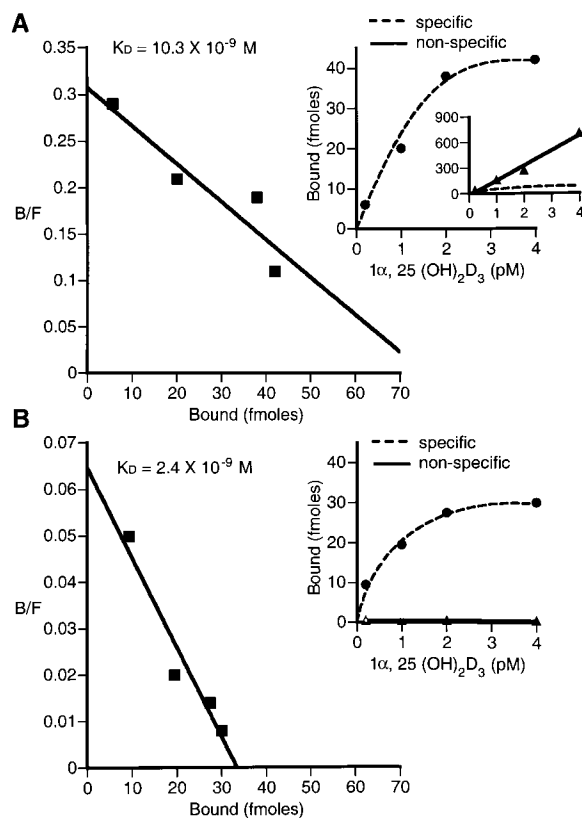 A
K_D = 10.3 X 10⁻⁹ M
0.35
0.3
0.25
0.2
0.15
0.1
0.05
0
B/F
0 10 20 30 40 50 60 70
Bound (fmoles)
specific
non-specific
40
30
20
10
0
Bound (fmoles)
0 1 2 3 4
1α, 25 (OH)₂D₃ (pM)
900
600
300
0
0 1 2 3 4
B
K_D = 2.4 X 10⁻⁹ M
0.07
0.06
0.05
0.04
0.03
0.02
0.01
0
B/F
0 10 20 30 40 50 60 70
Bound (fmoles)
specific
non-specific
40
30
20
10
0
Bound (fmoles)
0 1 2 3 4
1α, 25 (OH)₂D₃ (pM)